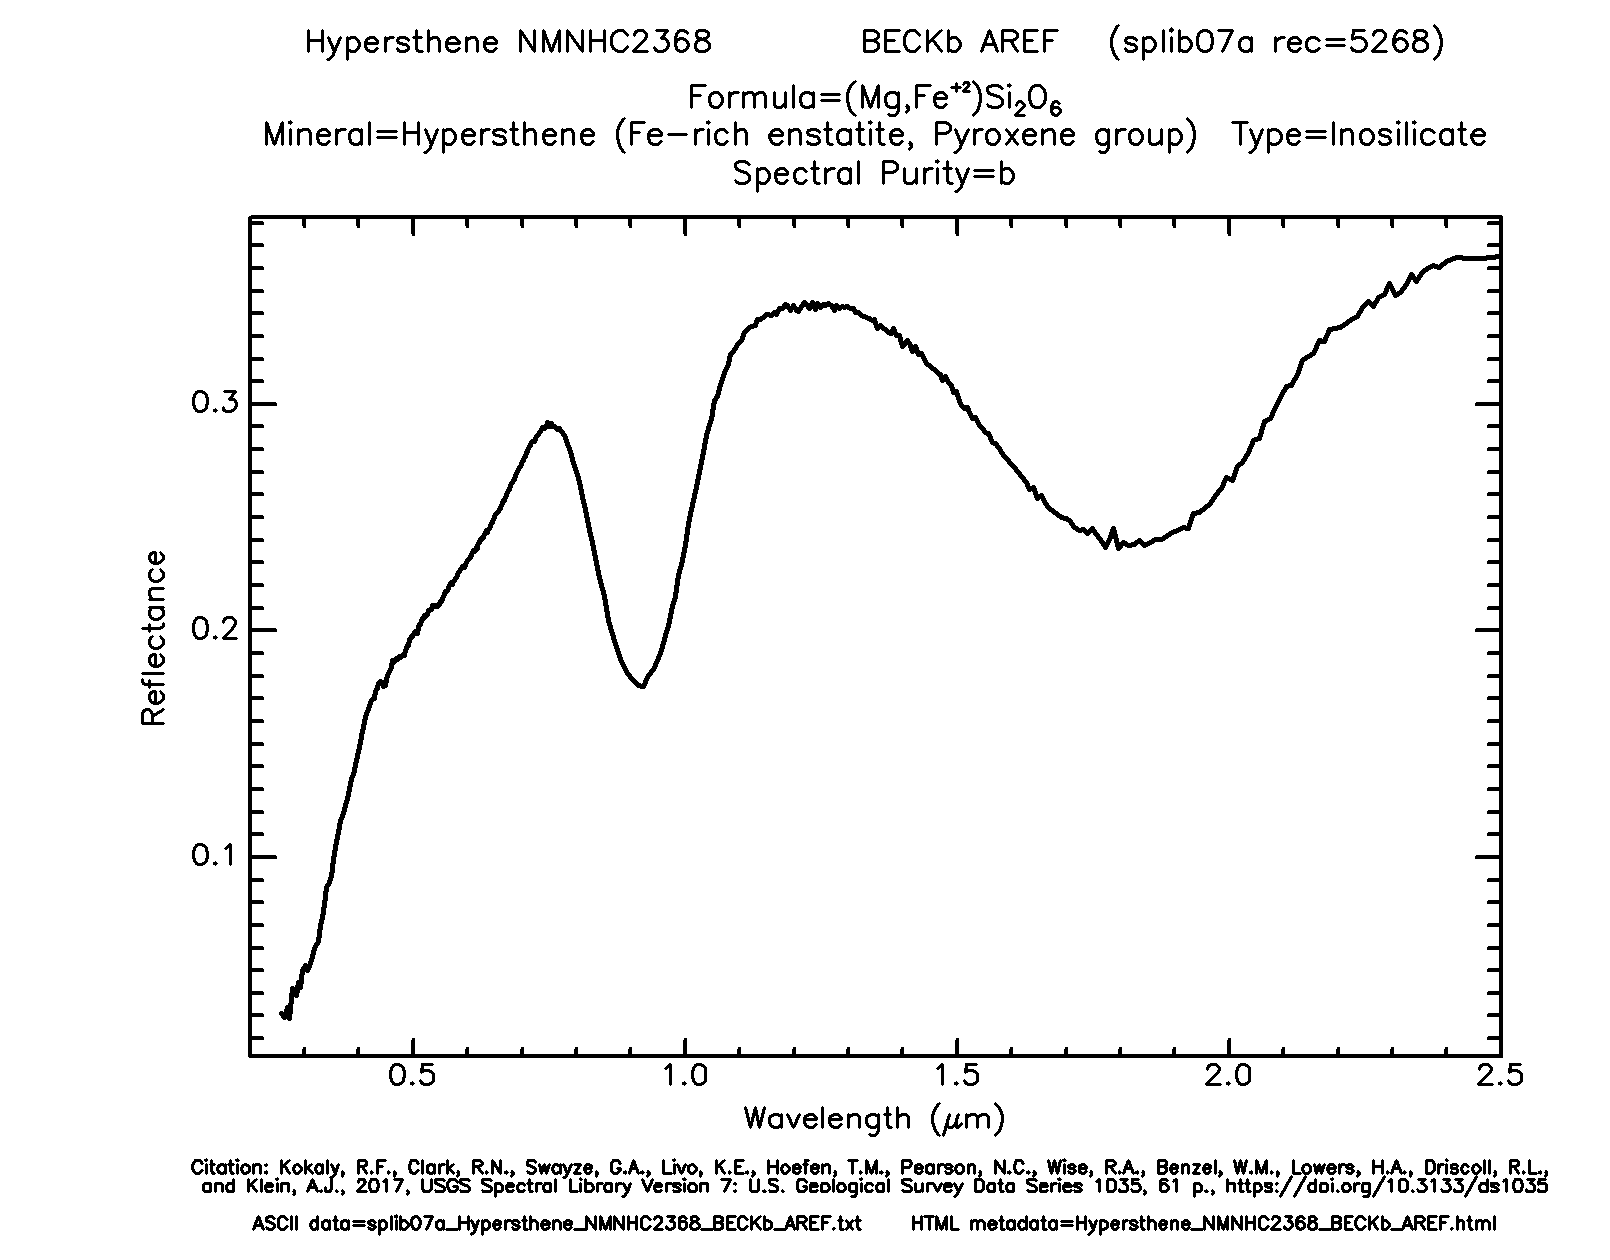 Hypersthene NMNHC2368 BECKb AREF (splib07a rec=5268)
Formula=(Mg,Fe⁺²)Si₂O₆
Mineral=Hypersthene (Fe-rich enstatite, Pyroxene group) Type=Inosilicate
Spectral Purity=b
0.3
0.2
0.1
Reflectance
0.5 1.0 1.5 2.0 2.5
Wavelength (μm)
Citation: Kokaly, R.F., Clark, R.N., Swayze, G.A., Livo, K.E., Hoefen, T.M., Pearson, N.C., Wise, R.A., Benzel, W.M., Lowers, H.A., Driscoll, R.L.,
and Klein, A.J., 2017, USGS Spectral Library Version 7: U.S. Geological Survey Data Series 1035, 61 p., https://doi.org/10.3133/ds1035
ASCII data=splib07a_Hypersthene_NMNHC2368_BECKb_AREF.txt HTML metadata=Hypersthene_NMNHC2368_BECKb_AREF.html